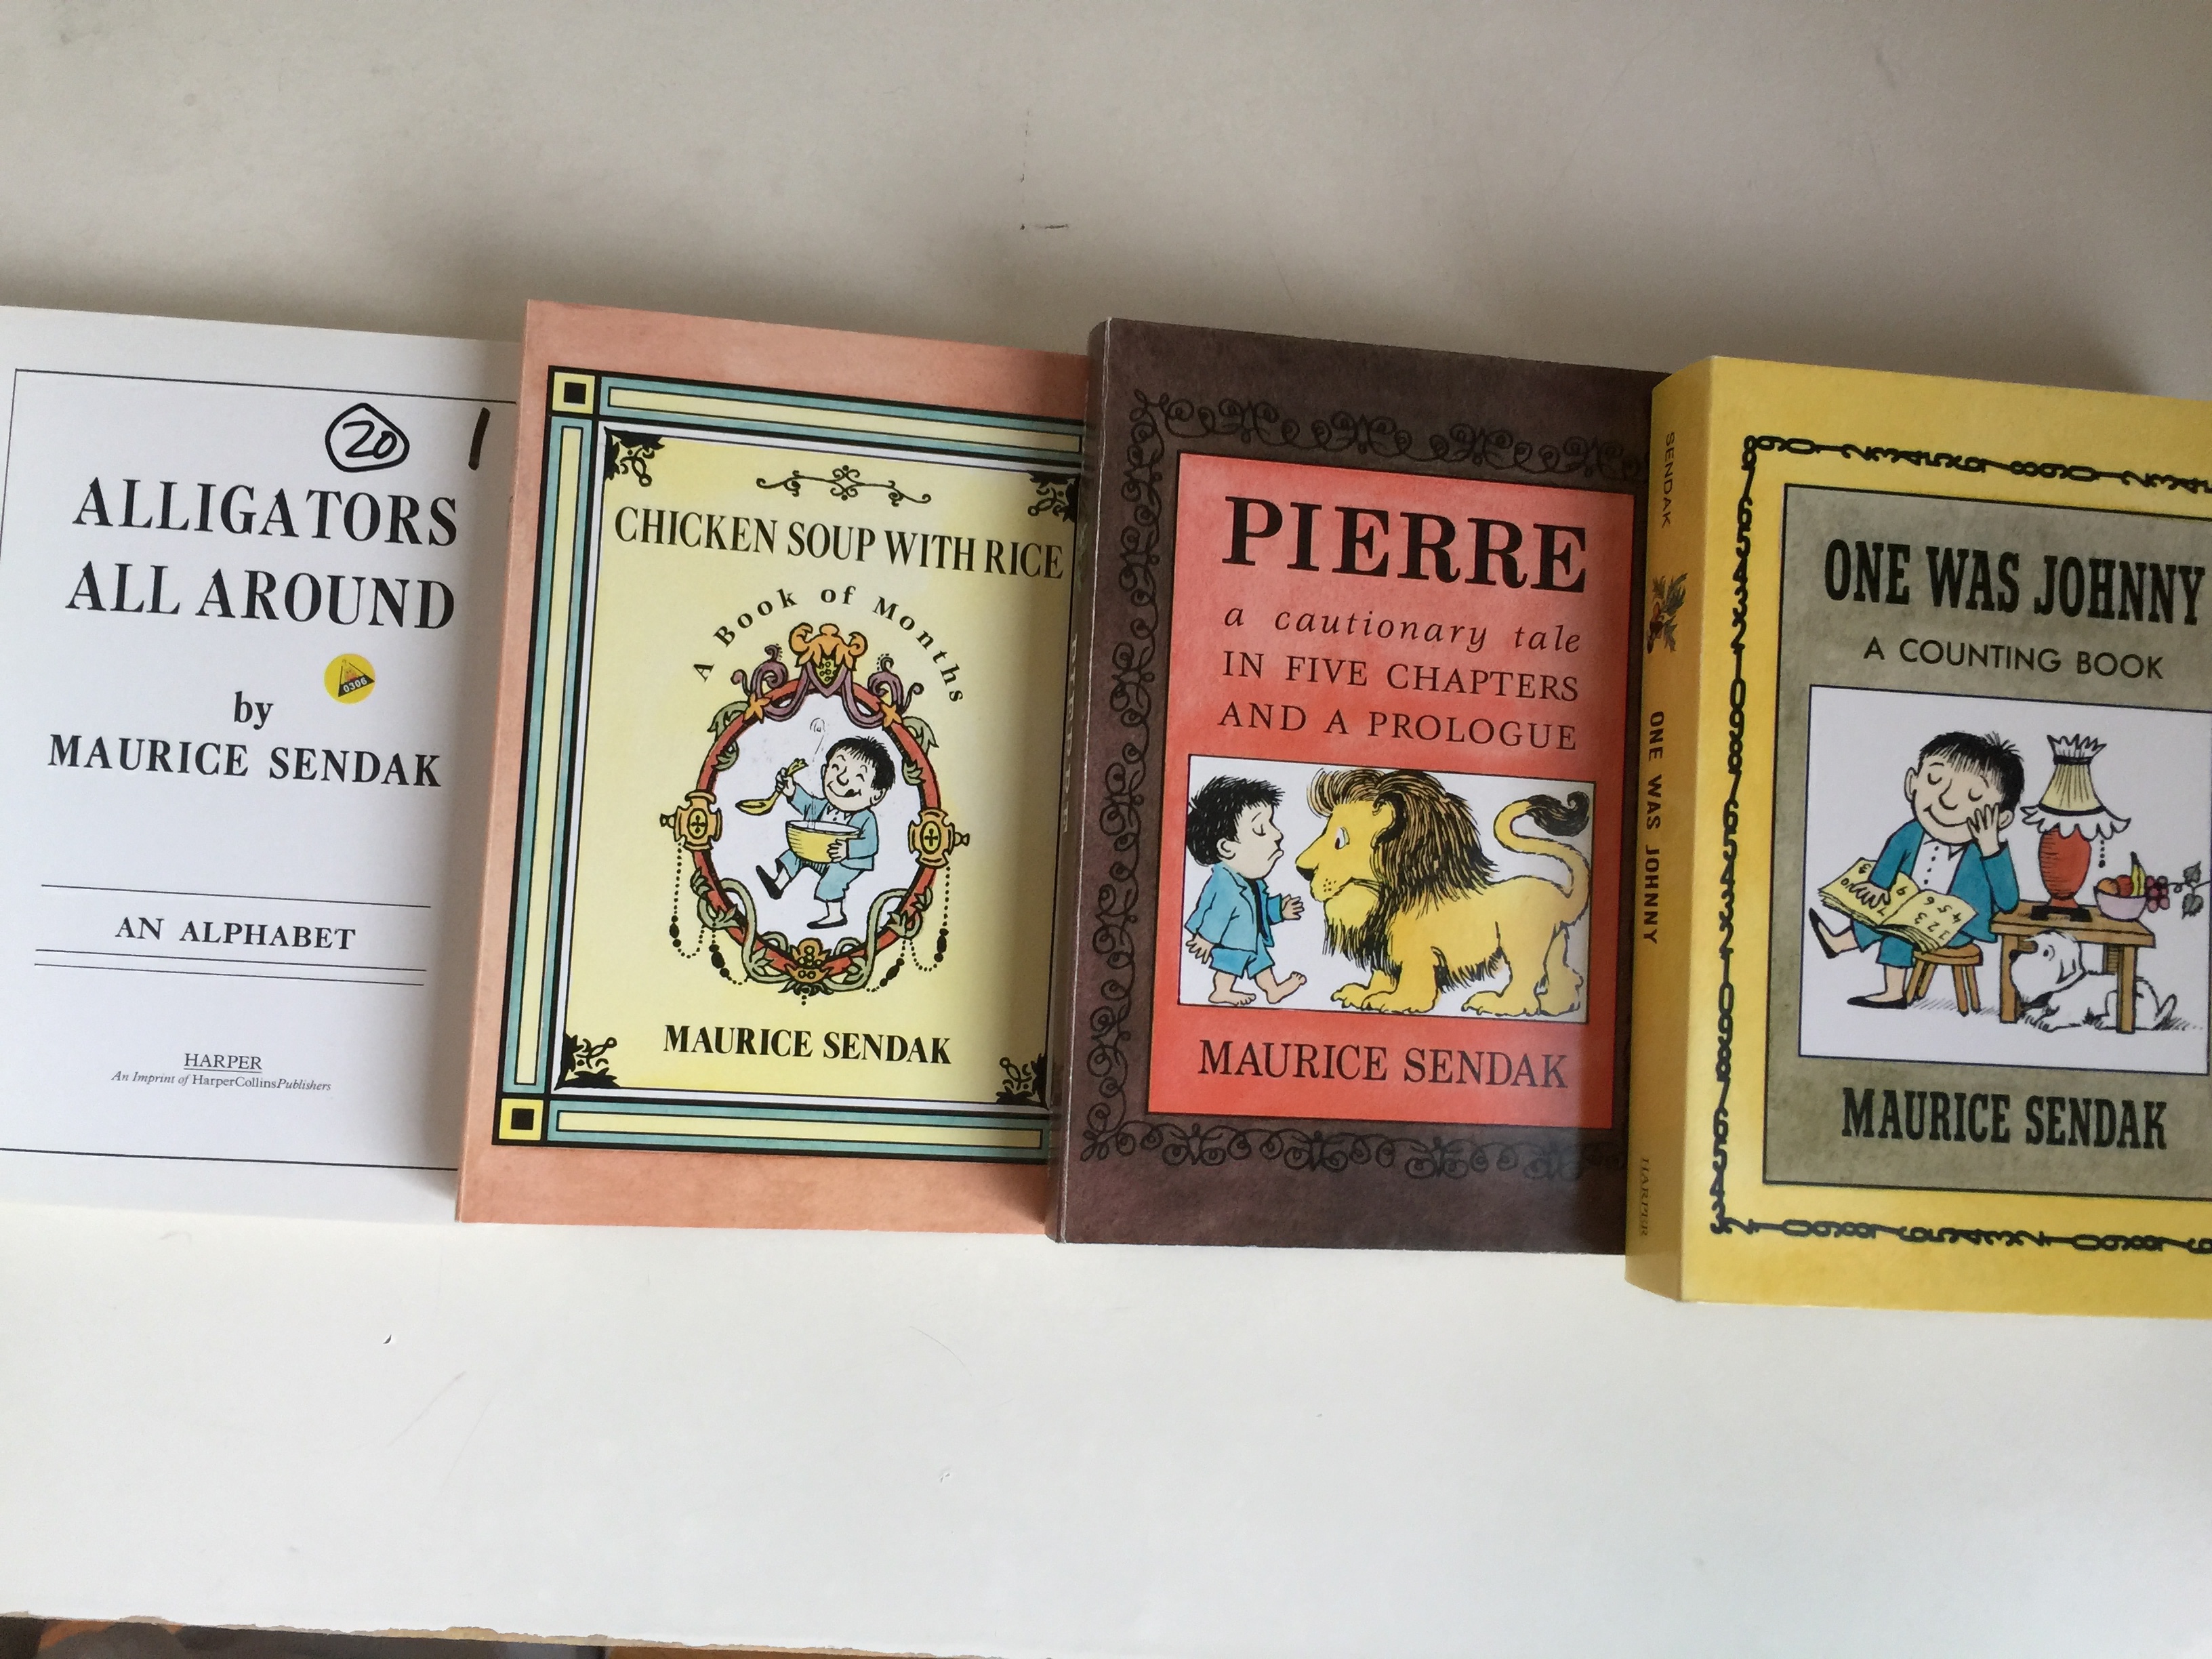 20
ALLIGATORS
ALL AROUND
0306
by
MAURICE SENDAK
AN ALPHABET
HARPER
An Imprint of HarperCollinsPublishers
CHICKEN SOUP WITH RICE
A Book of Months
MAURICE SENDAK
PIERRE
a cautionary tale
IN FIVE CHAPTERS
AND A PROLOGUE
MAURICE SENDAK
SENDAK
ONE WAS JOHNNY
HARPER
ONE WAS JOHNNY
A COUNTING BOOK
MAURICE SENDAK